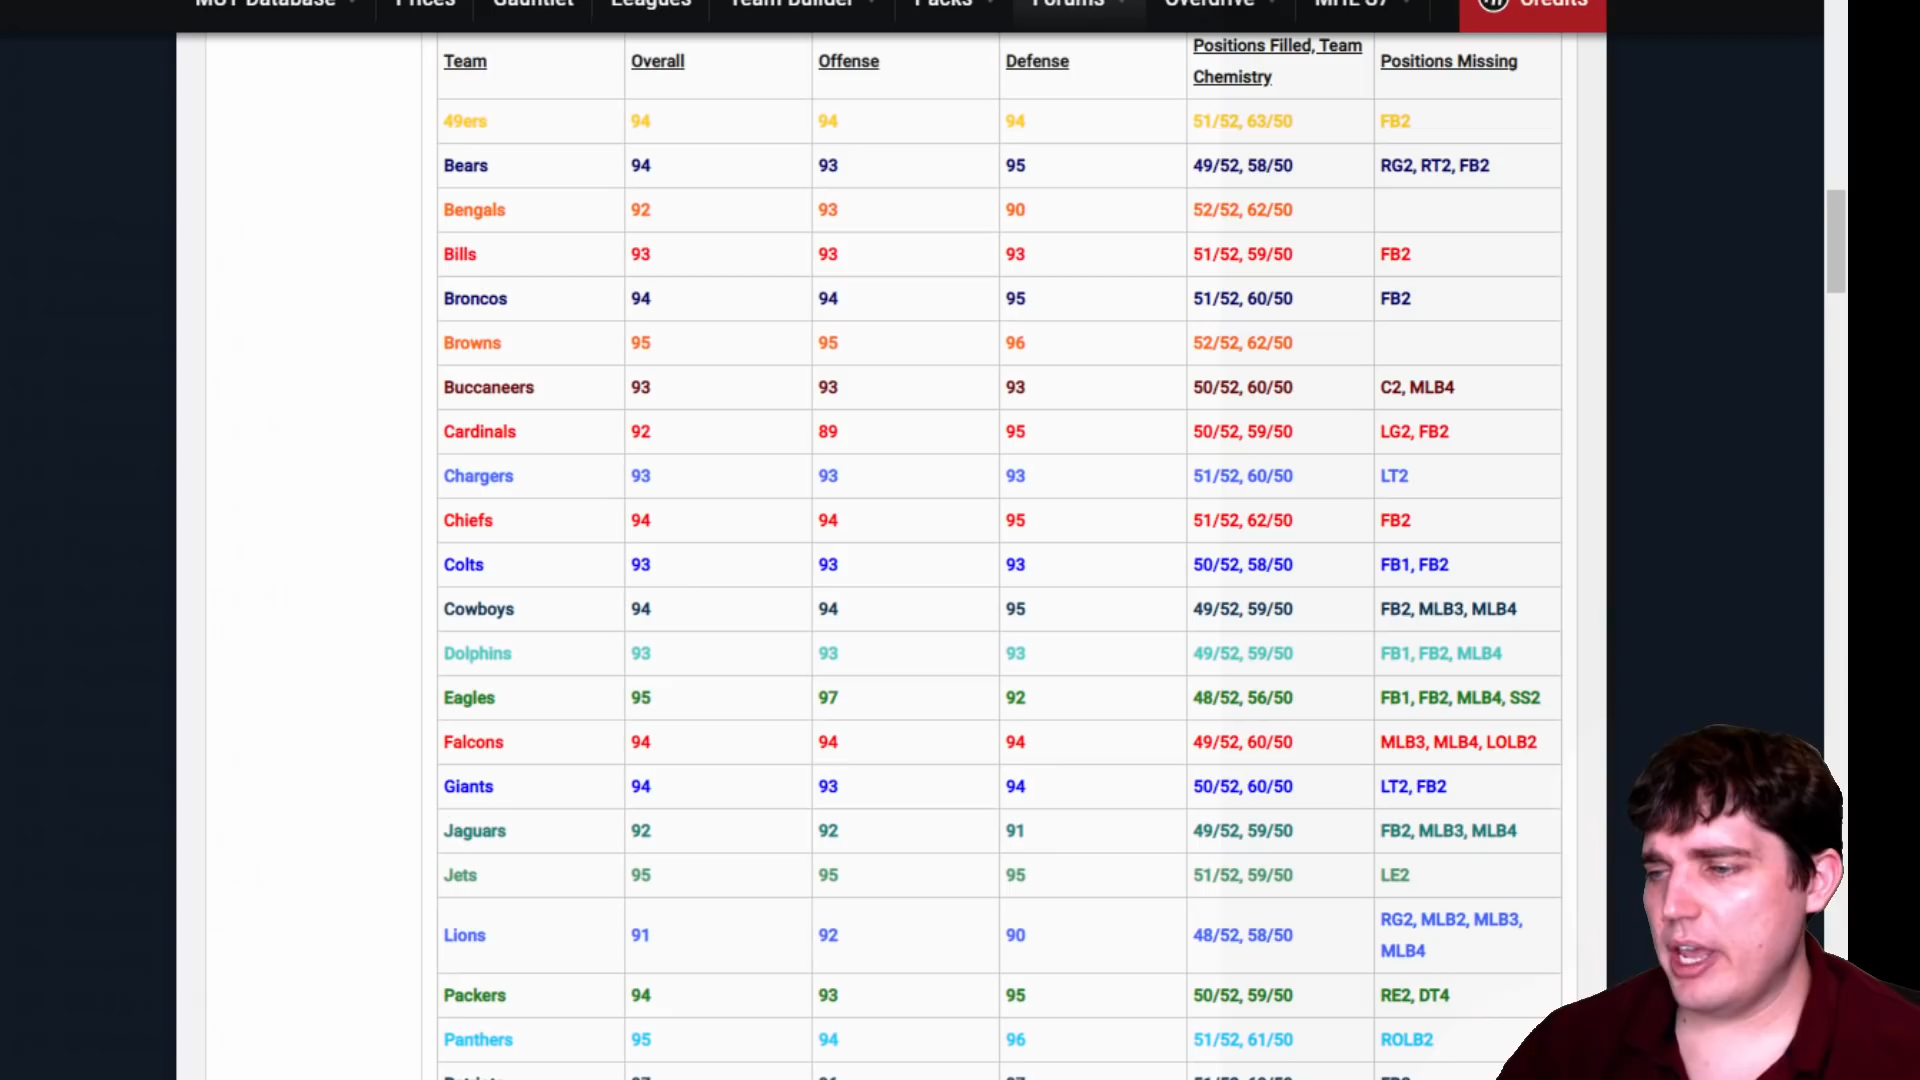 MUT Database Prices Gauntlet Leagues Team Builder Packs Forums Overdrive Credits
Team Overall Offense Defense Positions Filled, Team Chemistry Positions Missing
49ers 94 94 94 51/52, 63/50 FB2
Bears 94 93 95 49/52, 58/50 RG2, RT2, FB2
Bengals 92 93 90 52/52, 62/50
Bills 93 93 93 51/52, 59/50 FB2
Broncos 94 94 95 51/52, 60/50 FB2
Browns 95 95 96 52/52, 62/50
Buccaneers 93 93 93 50/52, 60/50 C2, MLB4
Cardinals 92 89 95 50/52, 59/50 LG2, FB2
Chargers 93 93 93 51/52, 60/50 LT2
Chiefs 94 94 95 51/52, 62/50 FB2
Colts 93 93 93 50/52, 58/50 FB1, FB2
Cowboys 94 94 95 49/52, 59/50 FB2, MLB3, MLB4
Dolphins 93 93 93 49/52, 59/50 FB1, FB2, MLB4
Eagles 95 97 92 48/52, 56/50 FB1, FB2, MLB4, SS2
Falcons 94 94 94 49/52, 60/50 MLB3, MLB4, LOLB2
Giants 94 93 94 50/52, 60/50 LT2, FB2
Jaguars 92 92 91 49/52, 59/50 FB2, MLB3, MLB4
Jets 95 95 95 51/52, 59/50 LE2
Lions 91 92 90 48/52, 58/50 RG2, MLB2, MLB3, MLB4
Packers 94 93 95 50/52, 59/50 RE2, DT4
Panthers 95 94 96 51/52, 61/50 ROLB2